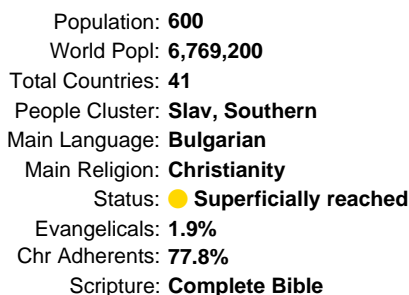 Population: 600
World Popl: 6,769,200
Total Countries: 41
People Cluster: Slav, Southern
Main Language: Bulgarian
Main Religion: Christianity
Status: Superficially reached
Evangelicals: 1.9%
Chr Adherents: 77.8%
Scripture: Complete Bible